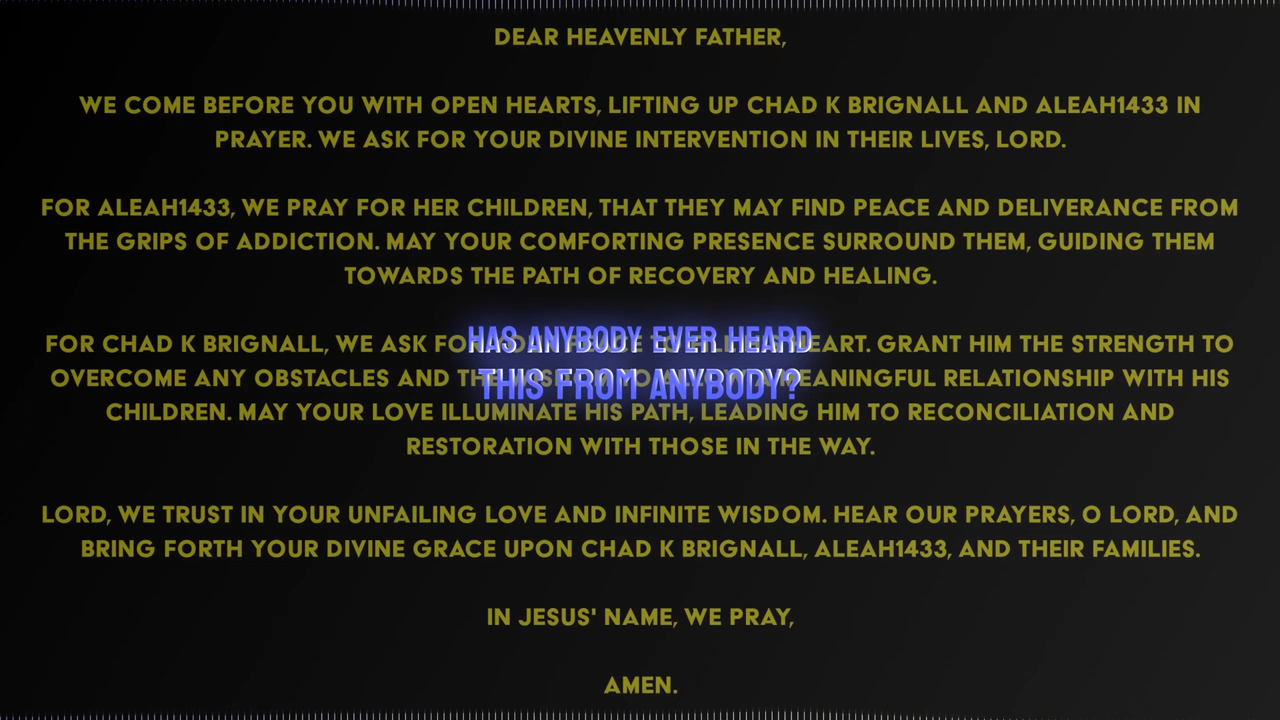 DEAR HEAVENLY FATHER,
WE COME BEFORE YOU WITH OPEN HEARTS, LIFTING UP CHAD K BRIGNALL AND ALEAH1433 IN
PRAYER. WE ASK FOR YOUR DIVINE INTERVENTION IN THEIR LIVES, LORD.
FOR ALEAH1433, WE PRAY FOR HER CHILDREN, THAT THEY MAY FIND PEACE AND DELIVERANCE FROM
THE GRIPS OF ADDICTION. MAY YOUR COMFORTING PRESENCE SURROUND THEM, GUIDING THEM
TOWARDS THE PATH OF RECOVERY AND HEALING.
FOR CHAD K BRIGNALL, WE ASK FOR HEART. GRANT HIM THE STRENGTH TO
HAS ANYBODY EVER HEARD
OVERCOME ANY OBSTACLES AND THE MEANINGFUL RELATIONSHIP WITH HIS
THIS FROM ANYBODY?
CHILDREN. MAY YOUR LOVE ILLUMINATE HIS PATH, LEADING HIM TO RECONCILIATION AND
RESTORATION WITH THOSE IN THE WAY.
LORD, WE TRUST IN YOUR UNFAILING LOVE AND INFINITE WISDOM. HEAR OUR PRAYERS, O LORD, AND
BRING FORTH YOUR DIVINE GRACE UPON CHAD K BRIGNALL, ALEAH1433, AND THEIR FAMILIES.
IN JESUS' NAME, WE PRAY,
AMEN.